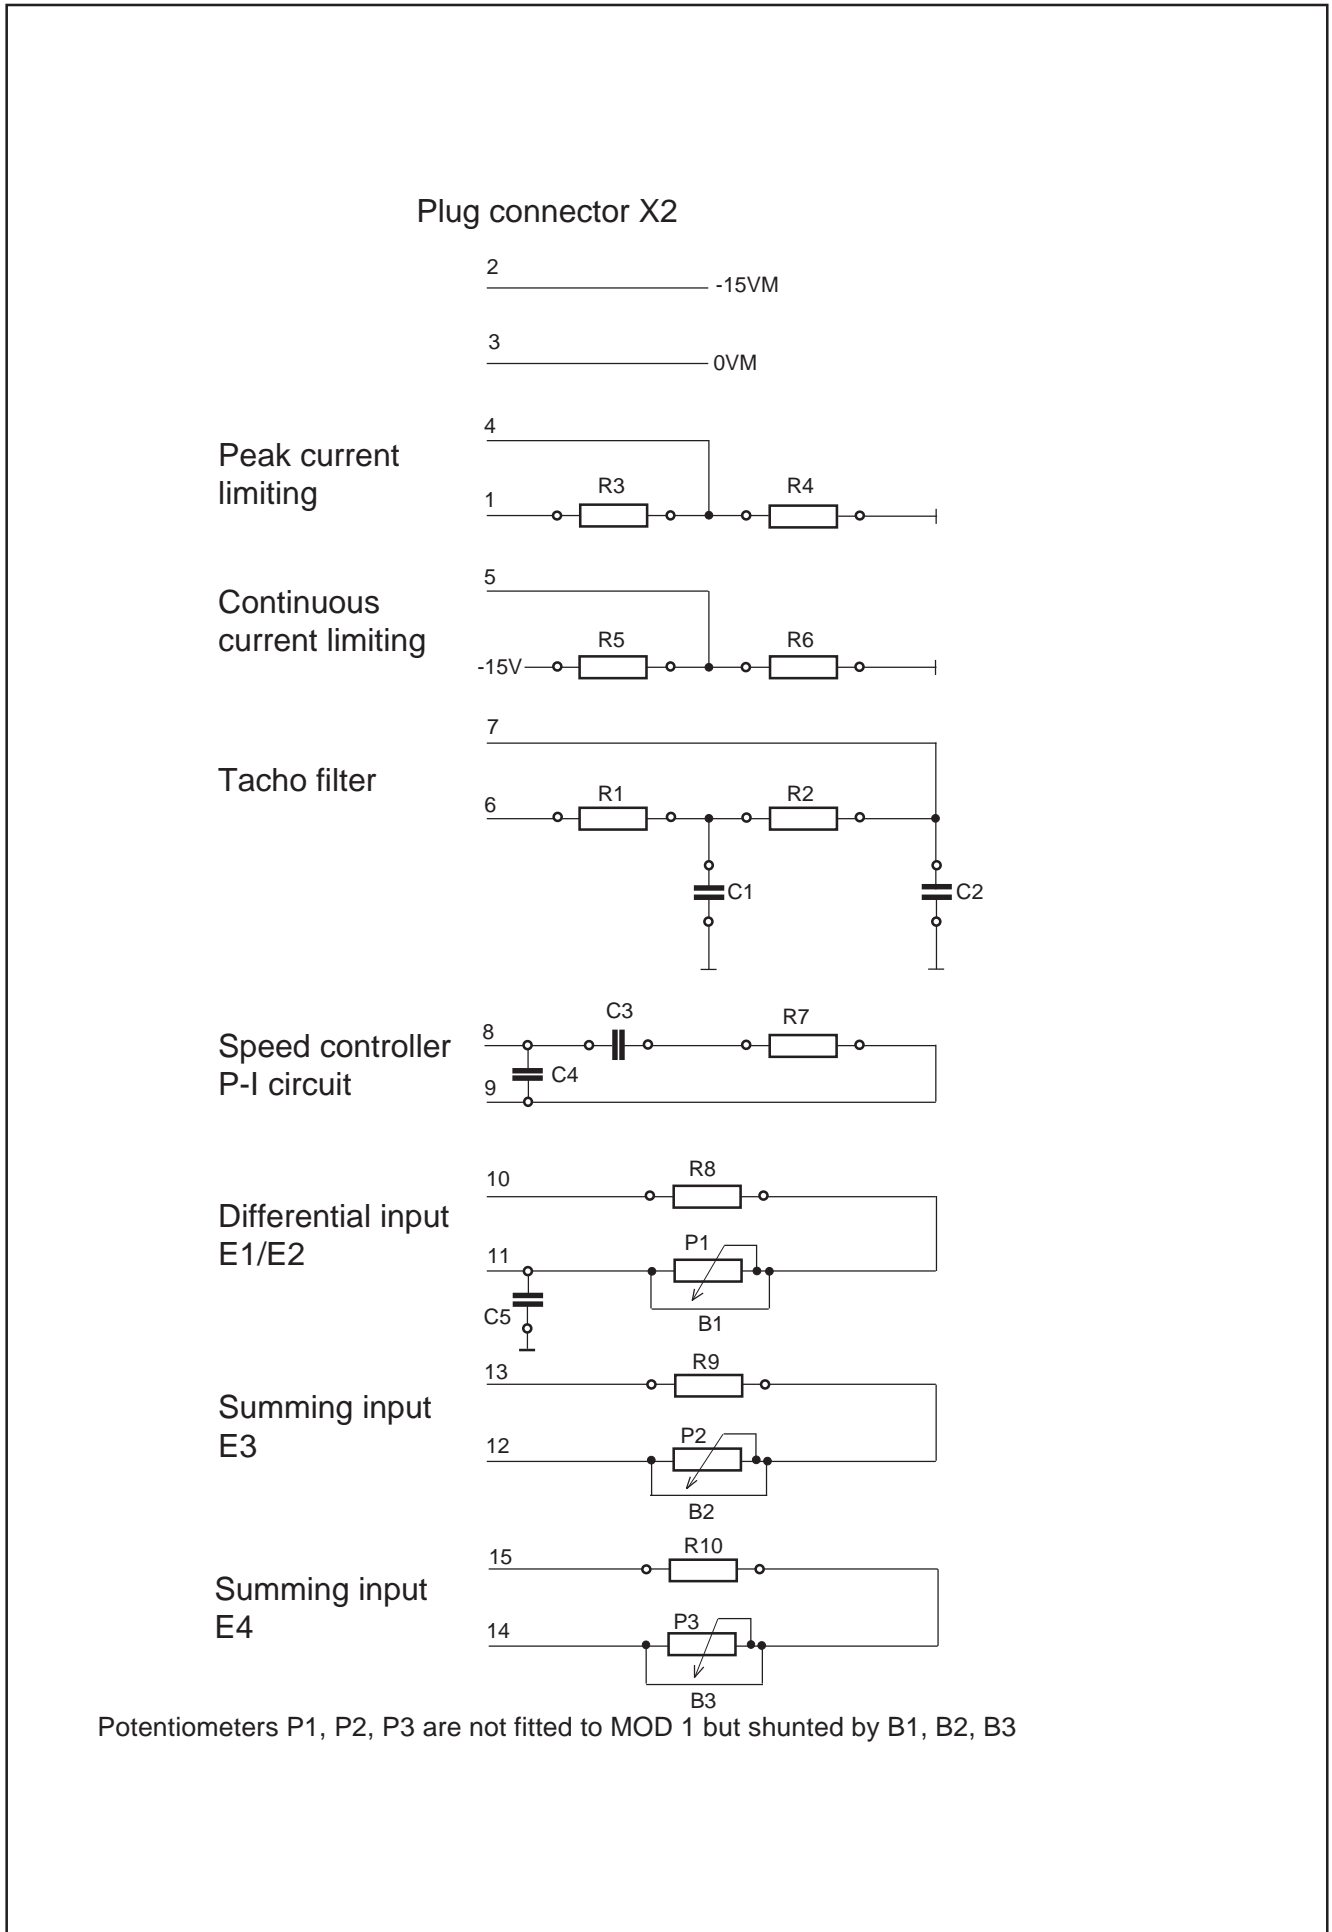 Plug connector X2
2
-15VM
3
0VM
Peak current
limiting
4
1
R3
R4
Continuous
current limiting
5
-15V
R5
R6
Tacho filter
7
6
R1
R2
C1
C2
Speed controller
P-I circuit
8
C3
R7
C4
9
Differential input
E1/E2
10
R8
11
P1
C5
B1
Summing input
E3
13
R9
12
P2
B2
Summing input
E4
15
R10
14
P3
B3
Potentiometers P1, P2, P3 are not fitted to MOD 1 but shunted by B1, B2, B3